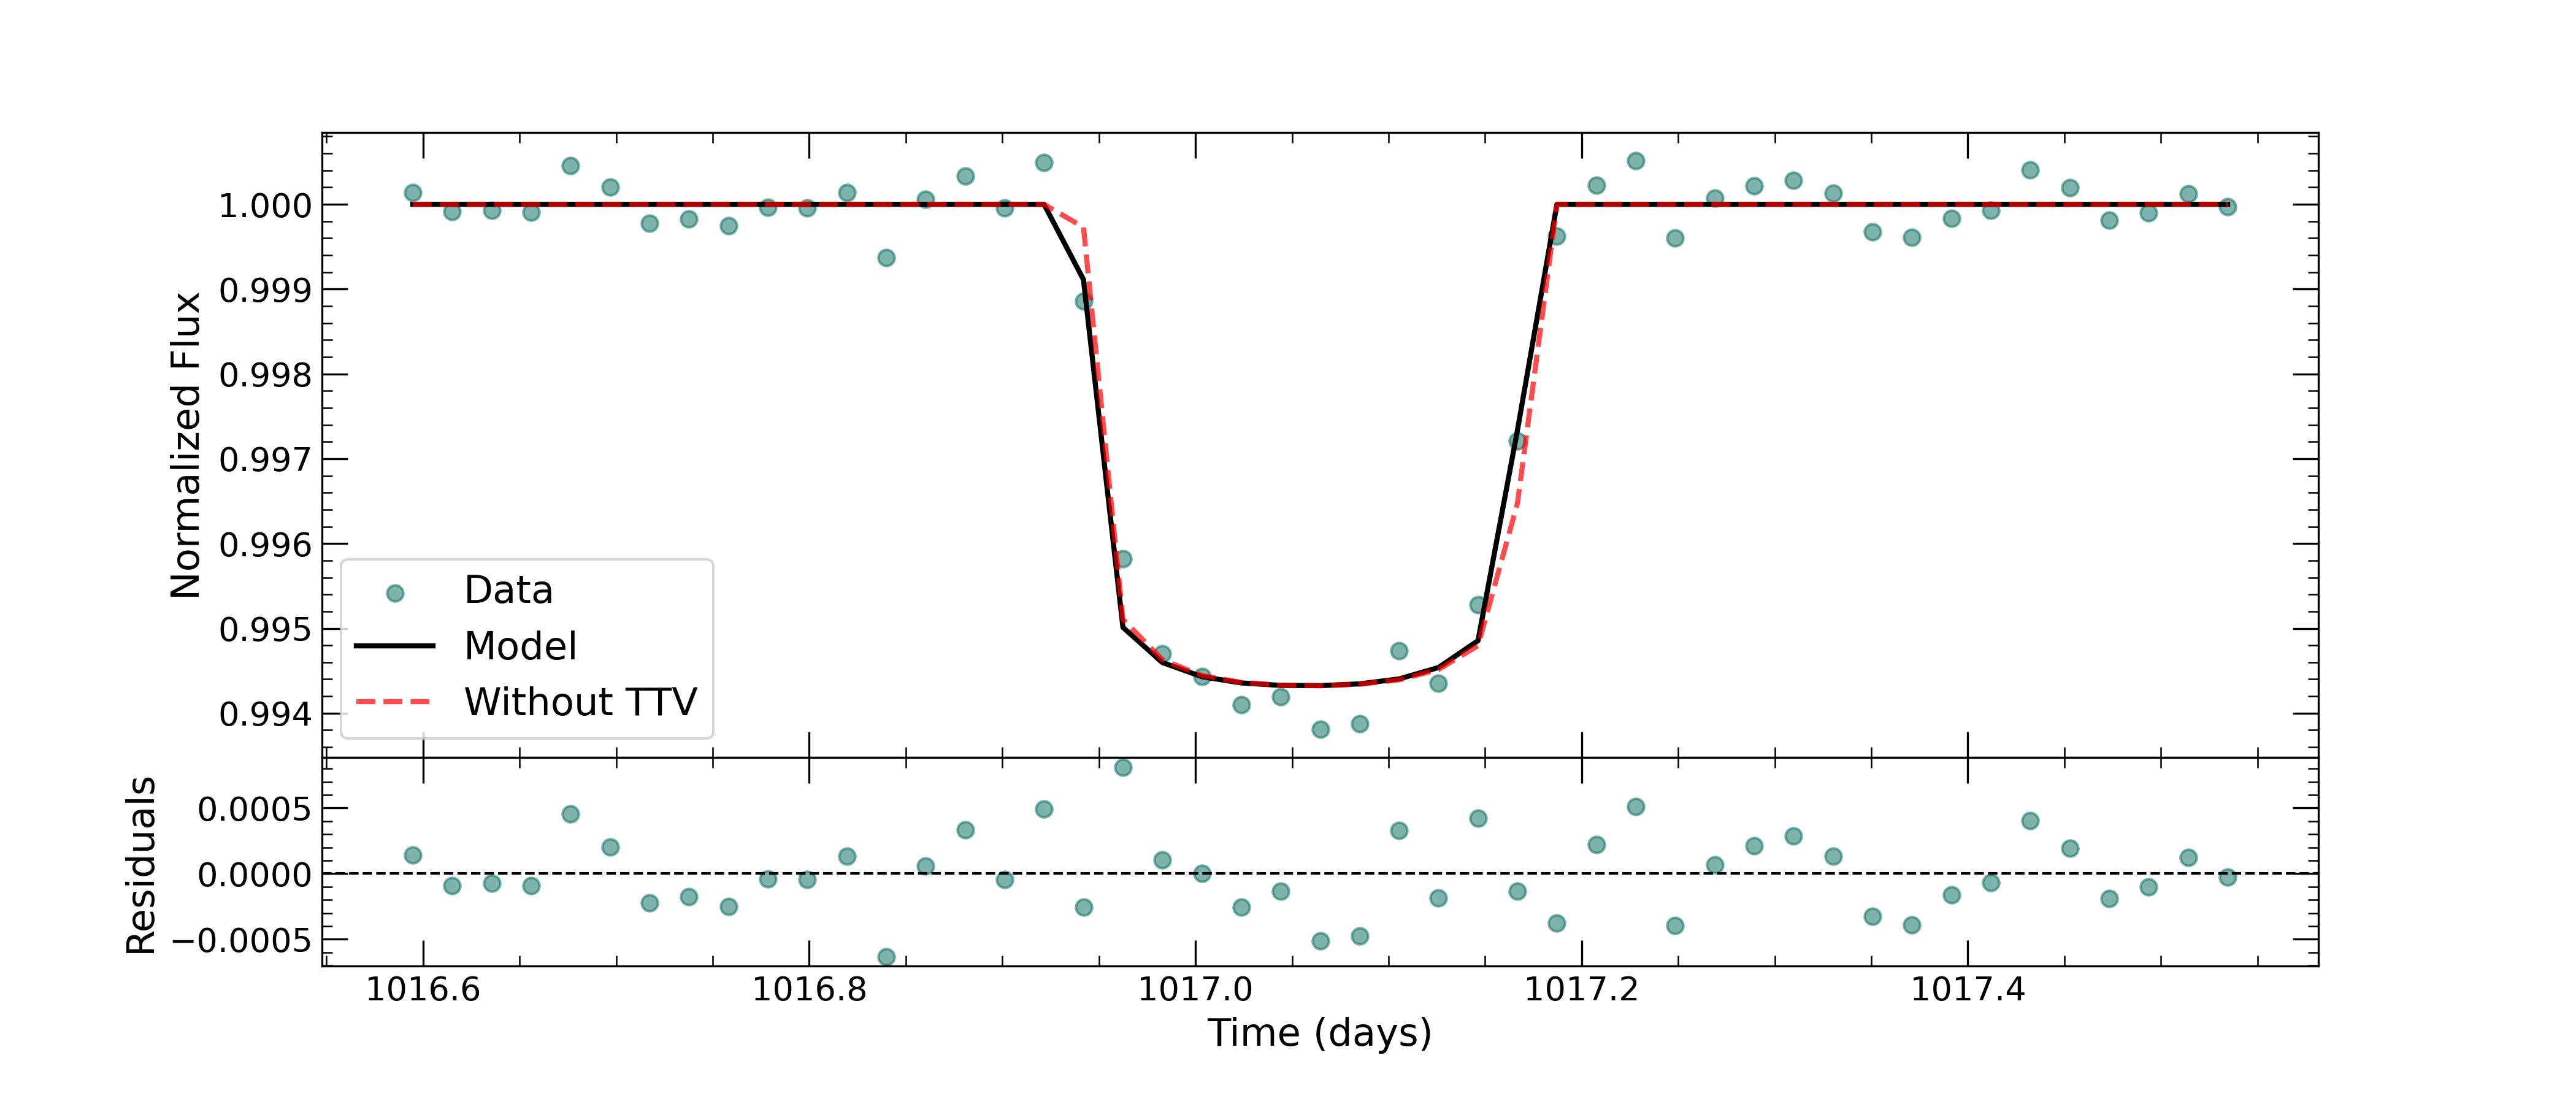 Normalized Flux
1.000
0.999
0.998
0.997
0.996
0.995
0.994
Data
Model
Without TTV
Residuals
0.0005
0.0000
−0.0005
1016.6 1016.8 1017.0 1017.2 1017.4
Time (days)